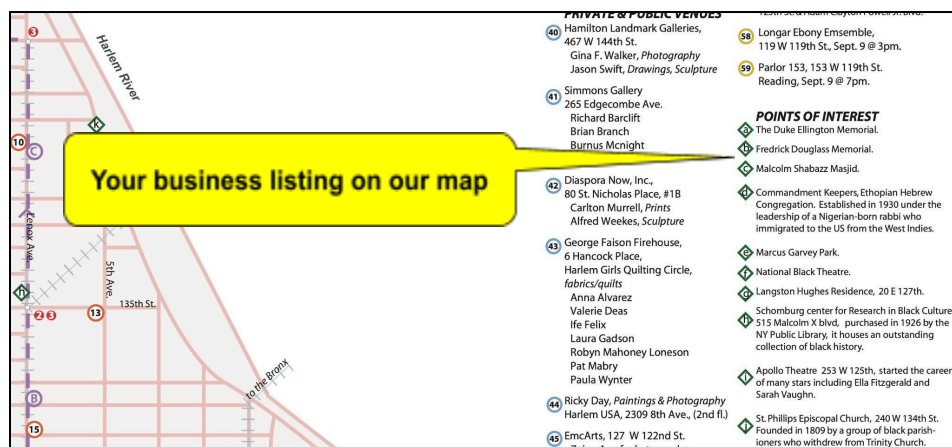 3
Harlem River
k
10
C
Your business listing on our map
Lenox Ave.
5th Ave.
h
2 3
13
135th St.
to the Bronx
B
15
PRIVATE & PUBLIC VENUES
40 Hamilton Landmark Galleries,
467 W 144th St.
Gina F. Walker, Photography
Jason Swift, Drawings, Sculpture
41 Simmons Gallery
265 Edgecombe Ave.
Richard Barclift
Brian Branch
Burnus Mcnight
42 Diaspora Now, Inc.,
80 St. Nicholas Place, #1B
Carlton Murrell, Prints
Alfred Weekes, Sculpture
43 George Faison Firehouse,
6 Hancock Place,
Harlem Girls Quilting Circle,
fabrics/quilts
Anna Alvarez
Valerie Deas
Ife Felix
Laura Gadson
Robyn Mahoney Loneson
Pat Mabry
Paula Wynter
44 Ricky Day, Paintings & Photography
Harlem USA, 2309 8th Ave., (2nd fl.)
45 EmcArts, 127 W 122nd St.
125th St. & Adam Clayton Powell Jr. Blvd.
58 Longar Ebony Emsemble,
119 W 119th St., Sept. 9 @ 3pm.
59 Parlor 153, 153 W 119th St.
Reading, Sept. 9 @ 7pm.
POINTS OF INTEREST
a The Duke Ellington Memorial.
b Fredrick Douglass Memorial.
c Malcolm Shabazz Masjid.
d Commandment Keepers, Ethopian Hebrew
Congregation. Established in 1930 under the
leadership of a Nigerian-born rabbi who
immigrated to the US from the West Indies.
e Marcus Garvey Park.
f National Black Theatre.
g Langston Hughes Residence, 20 E 127th.
h Schomburg center for Research in Black Culture
515 Malcolm X blvd, purchased in 1926 by the
NY Public Library, it houses an outstanding
collection of black history.
i Apollo Theatre 253 W 125th, started the career
of many stars including Ella Fitzgerald and
Sarah Vaughn.
j St. Phillips Episcopal Church, 240 W 134th St.
Founded in 1809 by a group of black parish-
ioners who withdrew from Trinity Church.